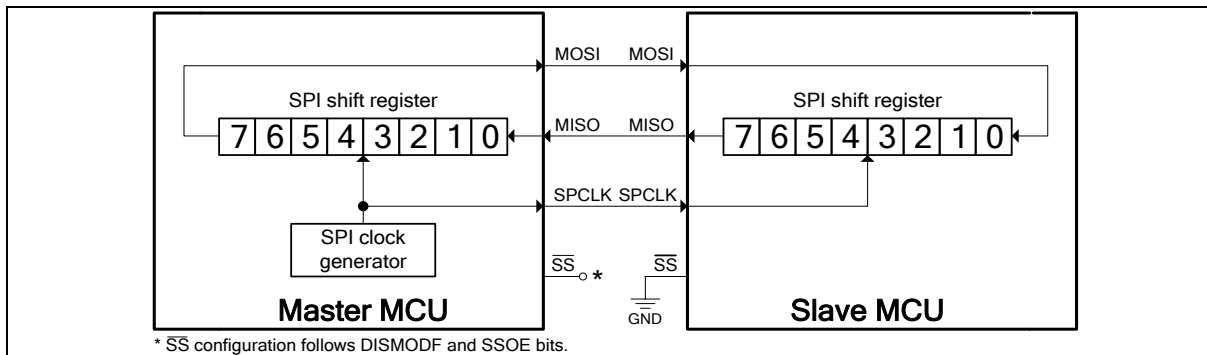 MOSI MOSI
SPI shift register SPI shift register
7 6 5 4 3 2 1 0 MISO MISO 7 6 5 4 3 2 1 0
SPCLK SPCLK
SPI clock
generator
SS * SS
GND
Master MCU Slave MCU
* SS configuration follows DISMODF and SSOE bits.